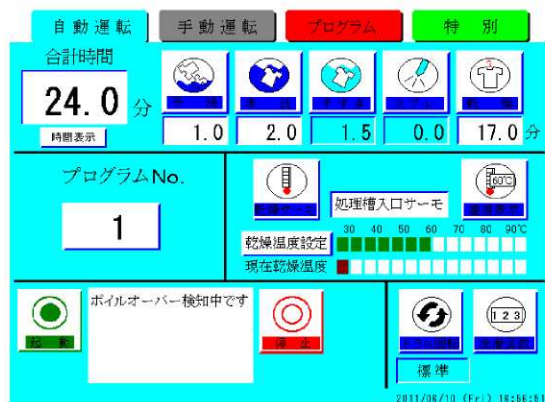 自動運転 手動運転 プログラム 特 別
合計時間
24.0 分
時間表示
1.0 2.0 1.5 0.0 17.0 分
プログラムNo.
1
60℃
処理槽入口サーモ
30 40 50 60 70 80 90℃
乾燥温度設定
現在乾燥温度
ボイルオーバー検知中です
起 動
停 止
1 2 3
標準
2011/06/10 (Fri) 16:56:51